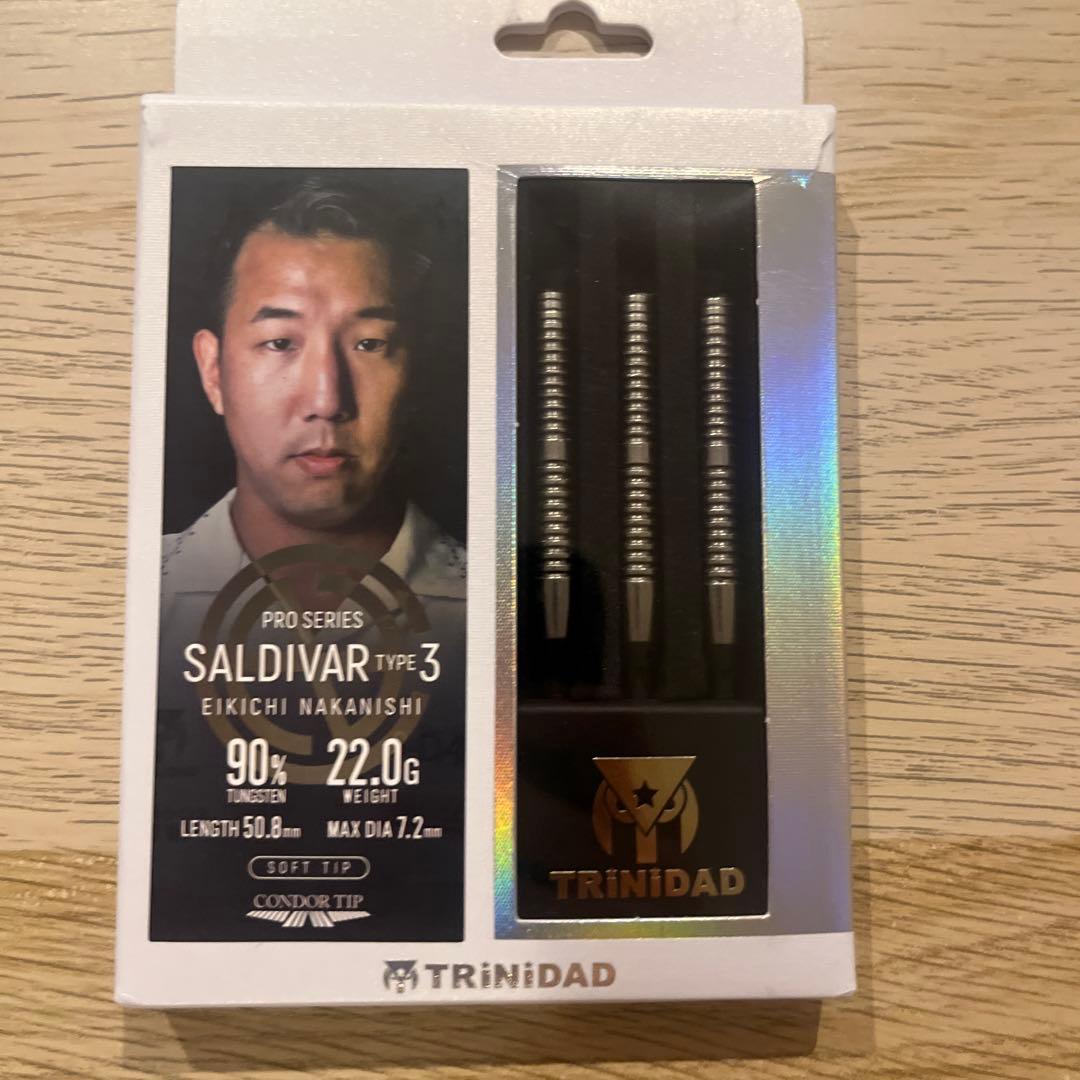 PRO SERIES
SALDIVAR TYPE 3
EIKICHI NAKANISHI
90% 22.0G
TUNGSTEN WEIGHT
LENGTH 50.8mm MAX DIA 7.2mm
SOFT TIP
CONDOR TIP
TRiNiDAD
TRiNiDAD